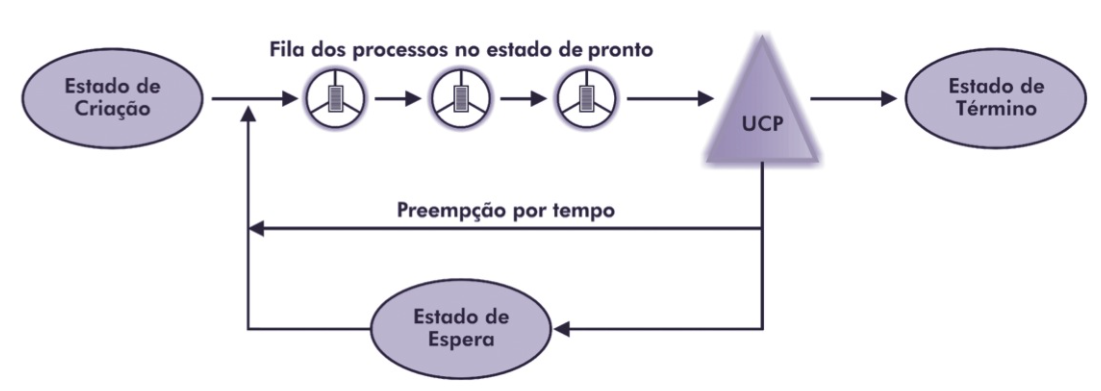 Fila dos processos no estado de pronto
Estado de
Criação
UCP
Estado de
Término
Preempção por tempo
Estado de
Espera